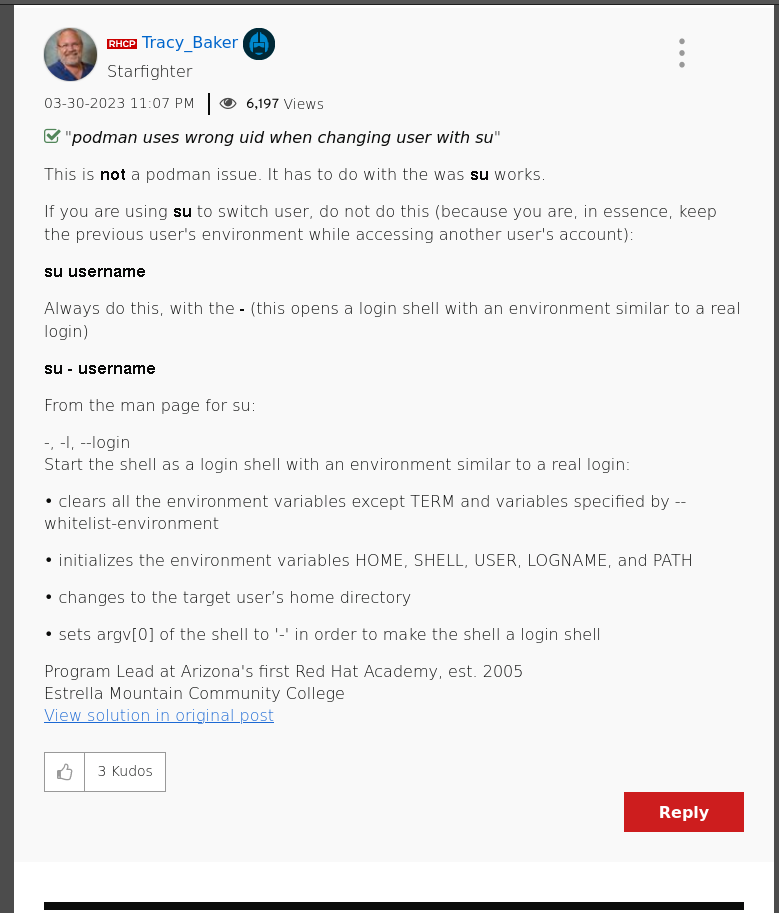 RHCP Tracy_Baker
Starfighter
03-30-2023 11:07 PM 6,197 Views
"podman uses wrong uid when changing user with su"
This is not a podman issue. It has to do with the was su works.
If you are using su to switch user, do not do this (because you are, in essence, keep
the previous user's environment while accessing another user's account):
su username
Always do this, with the - (this opens a login shell with an environment similar to a real
login)
su - username
From the man page for su:
-, -l, --login
Start the shell as a login shell with an environment similar to a real login:
• clears all the environment variables except TERM and variables specified by --
whitelist-environment
• initializes the environment variables HOME, SHELL, USER, LOGNAME, and PATH
• changes to the target user’s home directory
• sets argv[0] of the shell to '-' in order to make the shell a login shell
Program Lead at Arizona's first Red Hat Academy, est. 2005
Estrella Mountain Community College
View solution in original post
3 Kudos
Reply